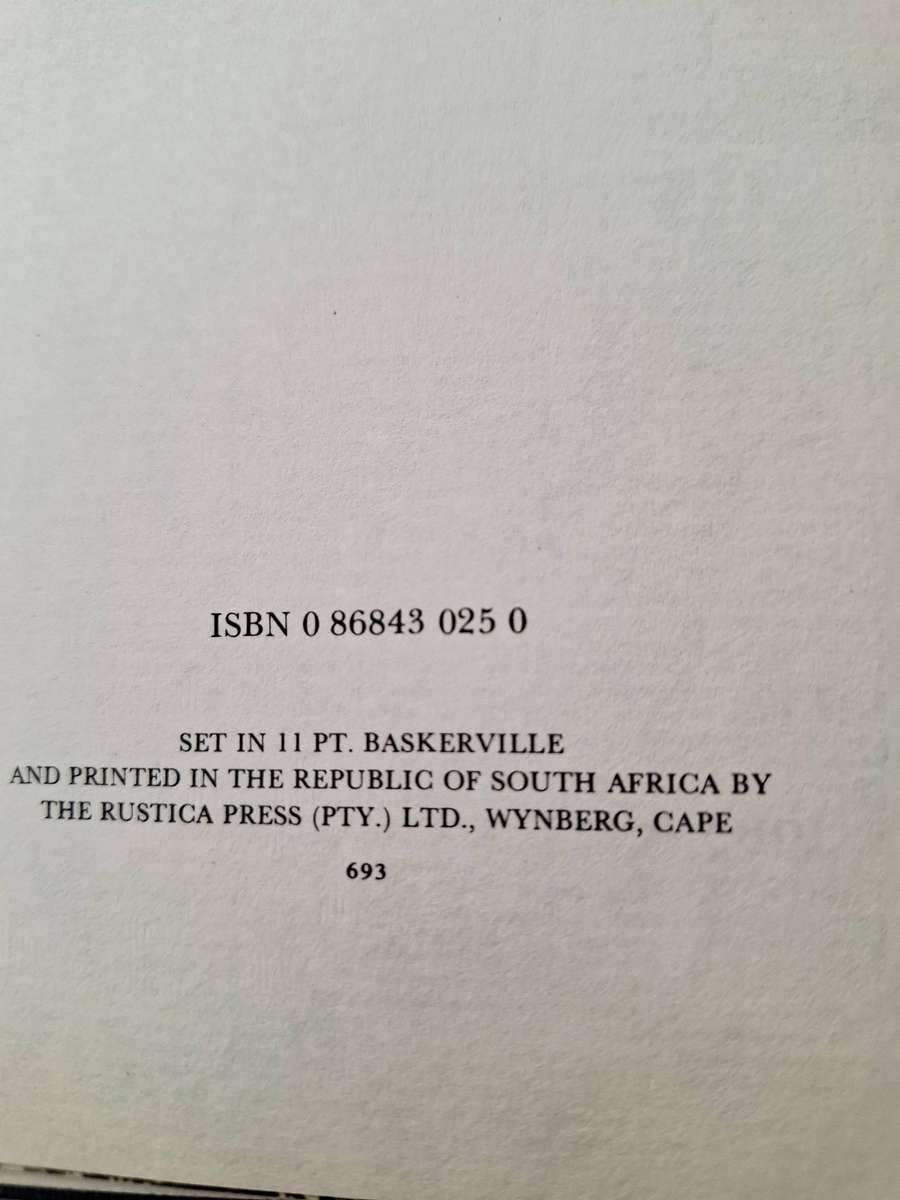 ISBN 0 86843 025 0
SET IN 11 PT. BASKERVILLE
AND PRINTED IN THE REPUBLIC OF SOUTH AFRICA BY
THE RUSTICA PRESS (PTY.) LTD., WYNBERG, CAPE
693